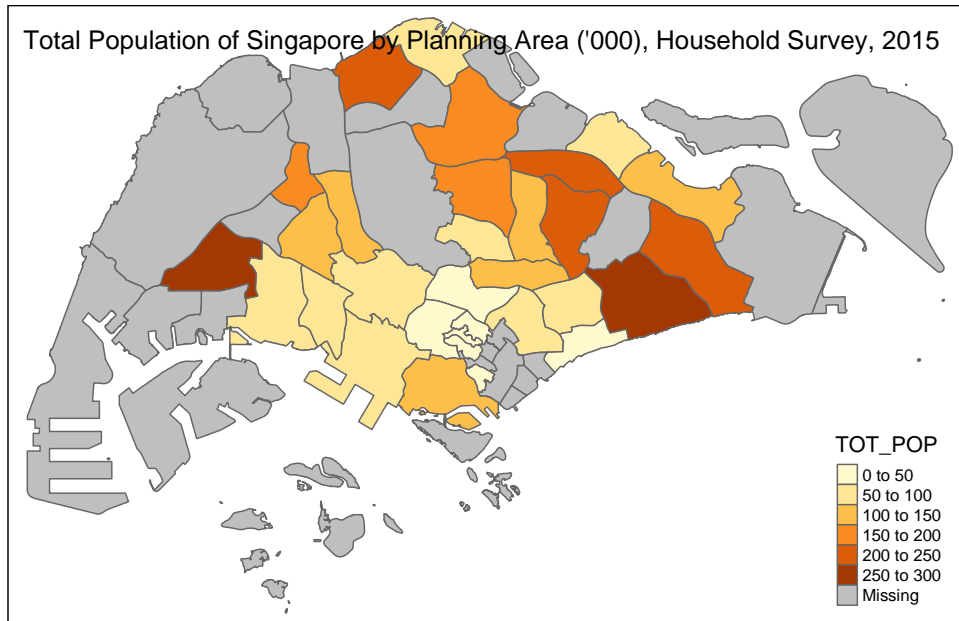 Total Population of Singapore by Planning Area ('000), Household Survey, 2015
TOT_POP
0 to 50
50 to 100
100 to 150
150 to 200
200 to 250
250 to 300
Missing